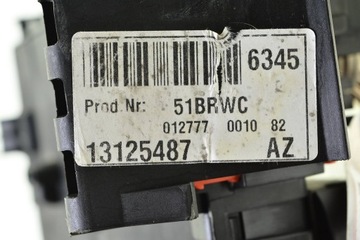 6345
Prod. Nr: 51BRWC
012777 0010 82
13125487 AZ